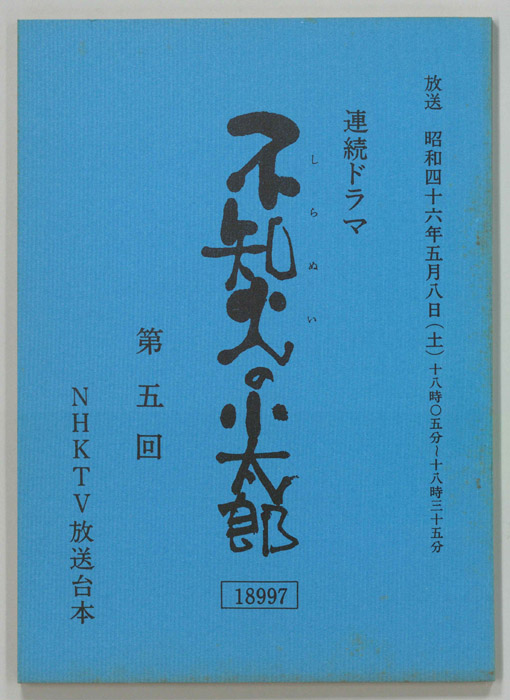 放送 昭和四十六年五月八日(土)十八時〇五分~十八時三十五分
連続ドラマ
しらぬい
不知火の小太郎
第五回
NHKTV放送台本
18997